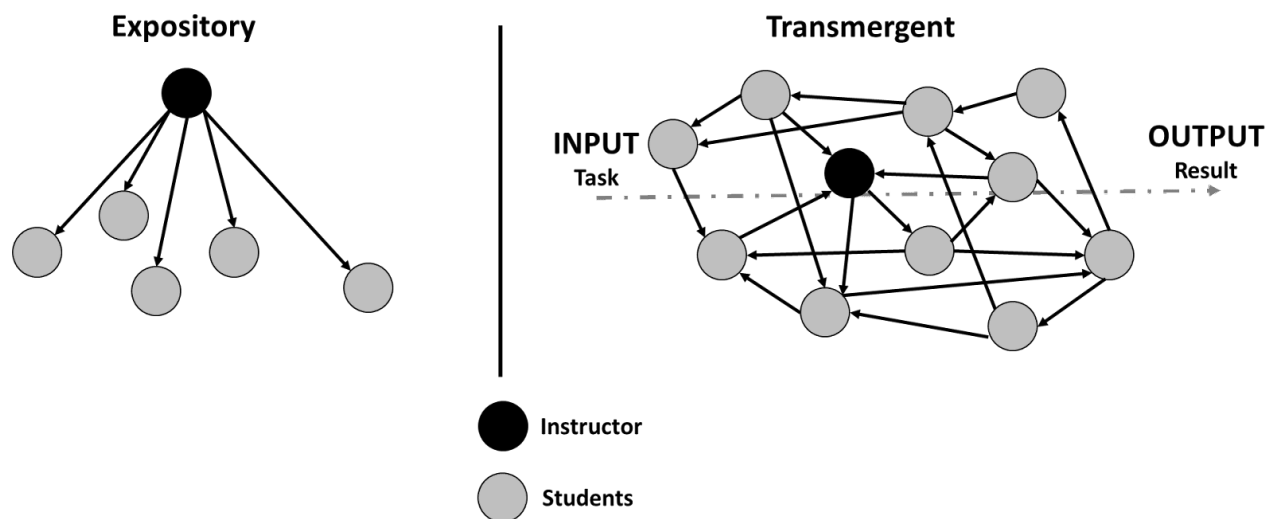 Expository
Transmergent
INPUT
Task
OUTPUT
Result
Instructor
Students